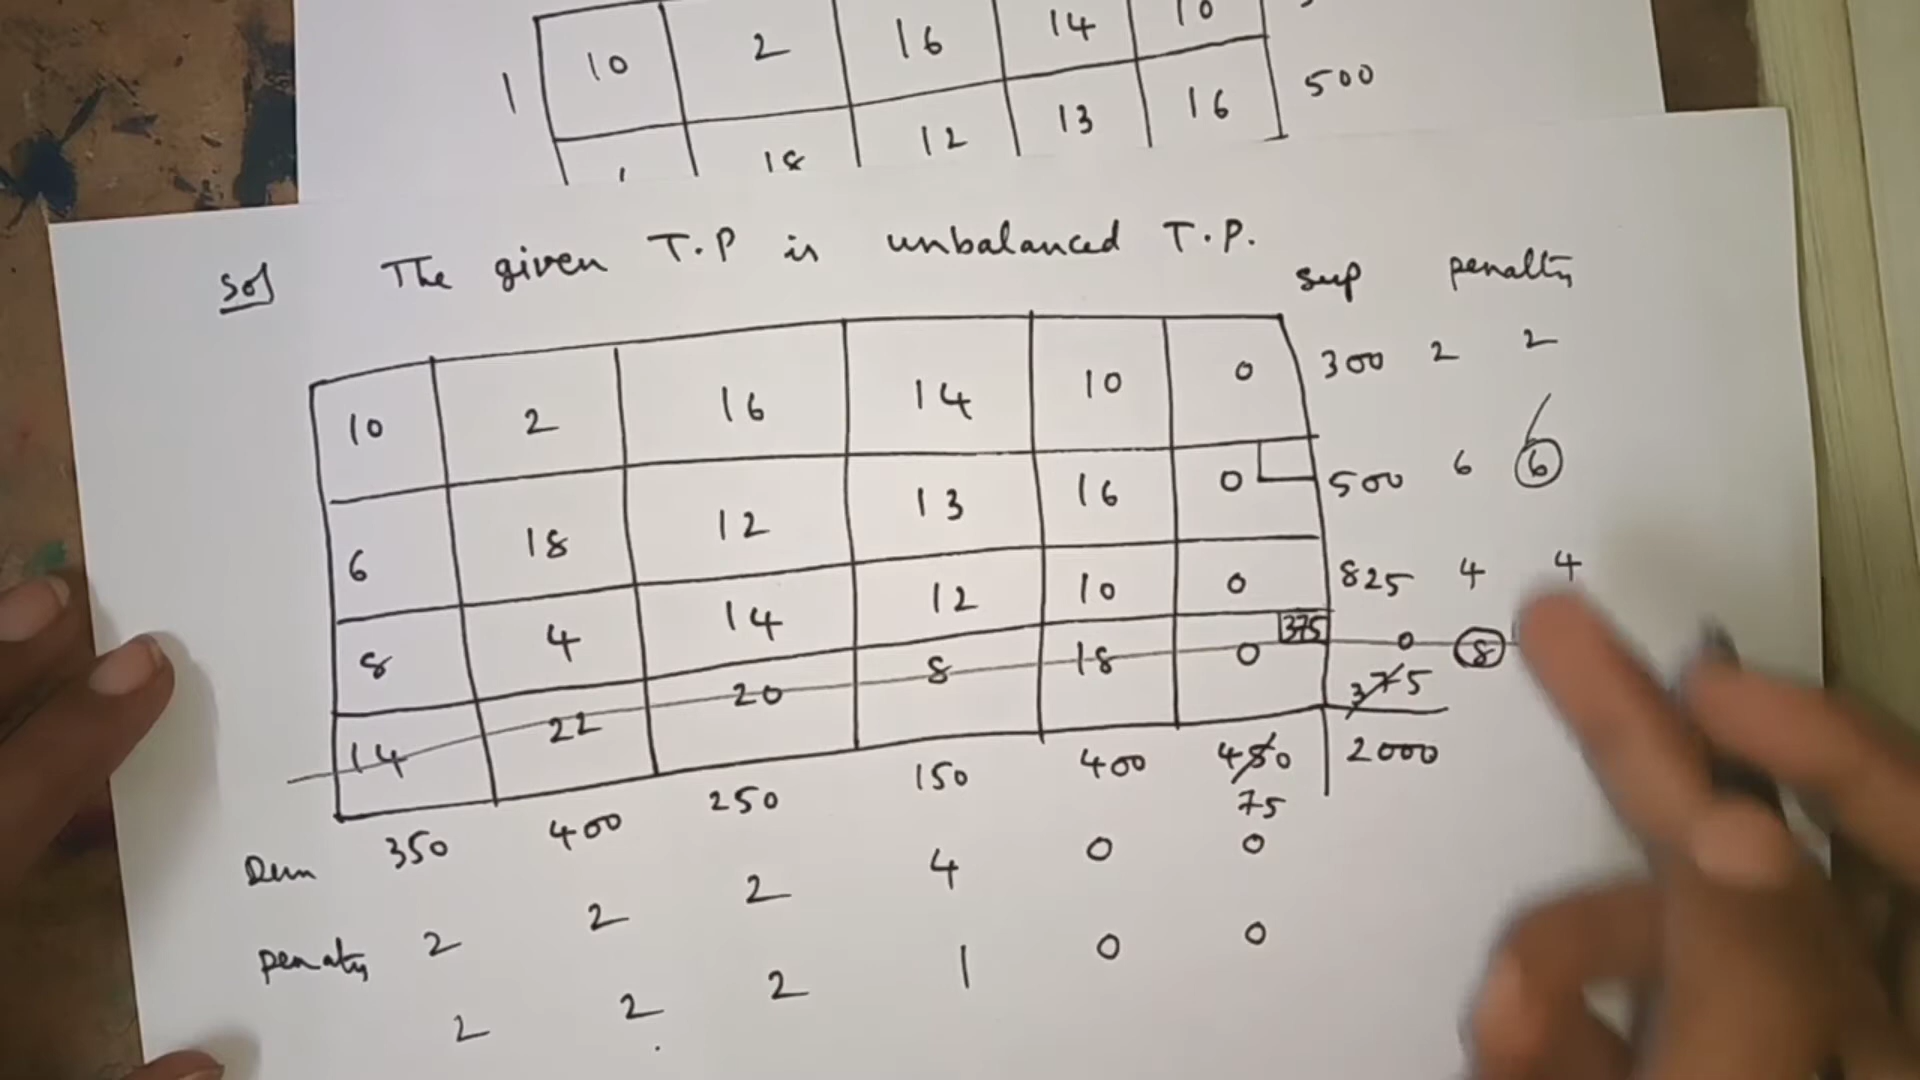 1 10 2 16 14 10
18 12 13 16 500
Sol The given T.P is unbalanced T.P.
sup penalty
10 2 16 14 10 0 300 2 2
6 18 12 13 16 0 500 6 6
8 4 14 12 10 0 825 4 4
14 22 20 8 18 0 375 0 8
375
Dem 350 400 250 150 400 450 2000
75
penalty 2 2 2 4 0 0
2 2 2 1 0 0